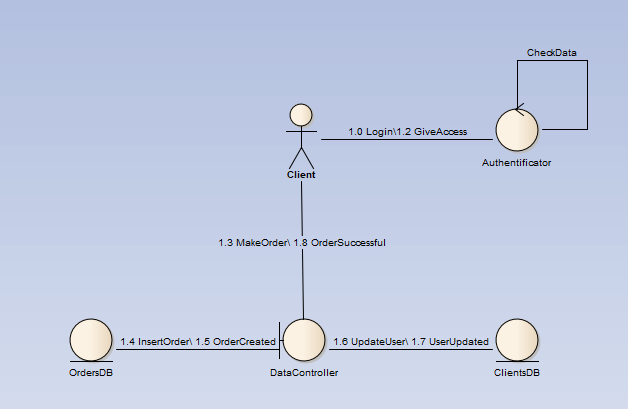 CheckData
1.0 Login\1.2 GiveAccess
Authentificator
Client
1.3 MakeOrder\ 1.8 OrderSuccessful
1.4 InsertOrder\ 1.5 OrderCreated
1.6 UpdateUser\ 1.7 UserUpdated
OrdersDB
DataController
ClientsDB